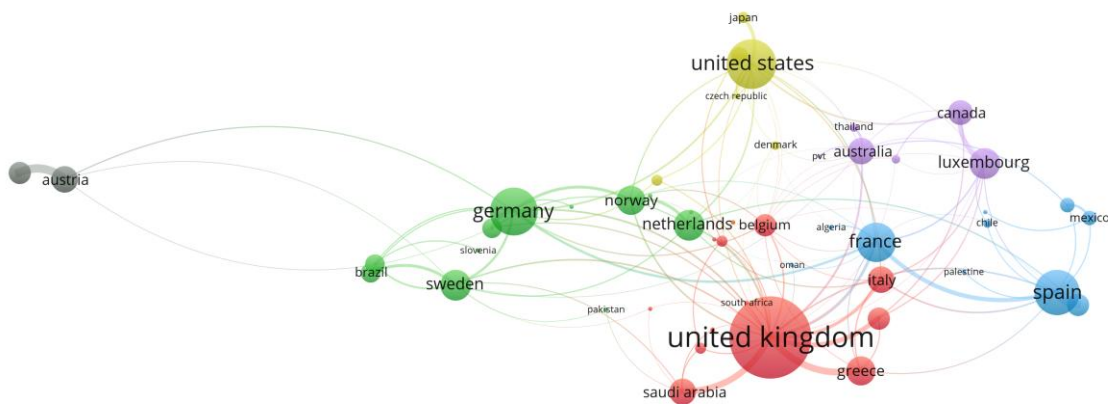 japan
united states
czech republic
canada
thailand
denmark
australia
pvt
luxembourg
austria
norway
germany
netherlands
belgium
algeria
chile
mexico
france
slovenia
oman
brazil
palestine
sweden
italy
spain
south africa
pakistan
united kingdom
greece
saudi arabia